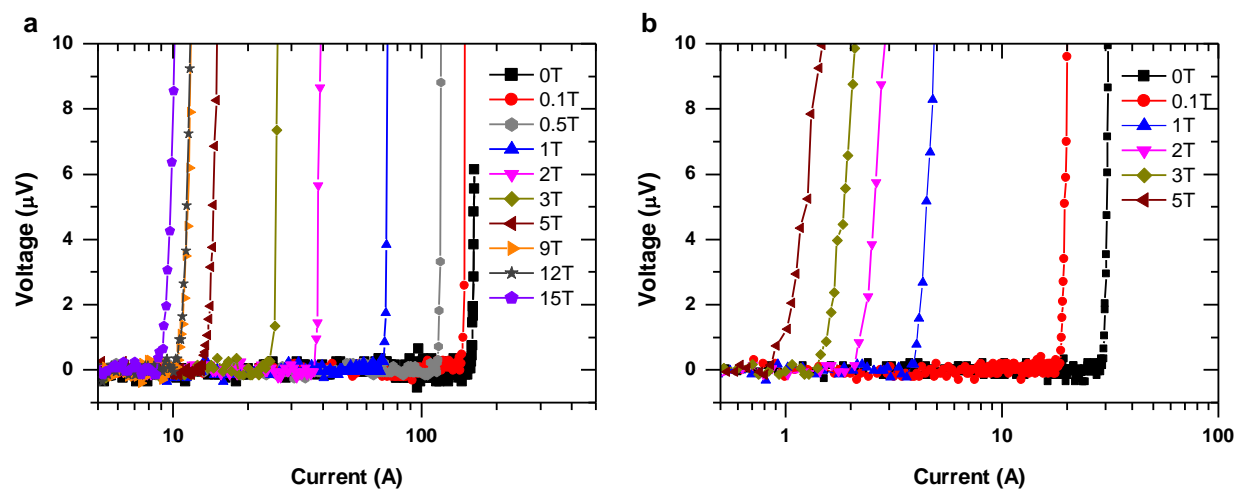 a
10
8
6
4
2
0
Voltage (μV)
10
100
Current (A)
0T
0.1T
0.5T
1T
2T
3T
5T
9T
12T
15T
b
10
8
6
4
2
0
Voltage (μV)
1
10
100
Current (A)
0T
0.1T
1T
2T
3T
5T